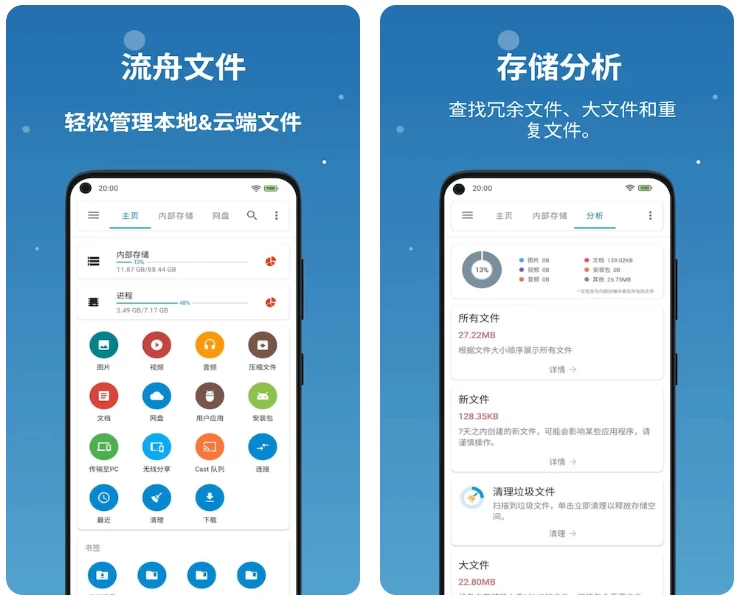 流舟文件
轻松管理本地&云端文件
20:00
主页 内部存储 网盘
内部存储
13%
11.87 GB/88.44 GB
进程
48%
3.49 GB/7.17 GB
图片 视频 音频 压缩文件
文档 网盘 用户应用 安装包
传输至PC 无线分享 Cast 队列 连接
最近 清理 下载
书签
存储分析
查找冗余文件、大文件和重
复文件。
20:00
主页 内部存储 分析
13%
图片 0B 文档 139.02KB
视频 0B 安装包 0B
音频 0B 其他 26.75MB
所有文件
27.22MB
根据文件大小顺序展示所有文件
详情
新文件
128.35KB
7天之内创建的新文件，可能会影响某些应用程序，请
谨慎操作。
详情
清理垃圾文件
扫描到垃圾文件，单击立即清理以释放存储空
间。
清理
大文件
22.80MB